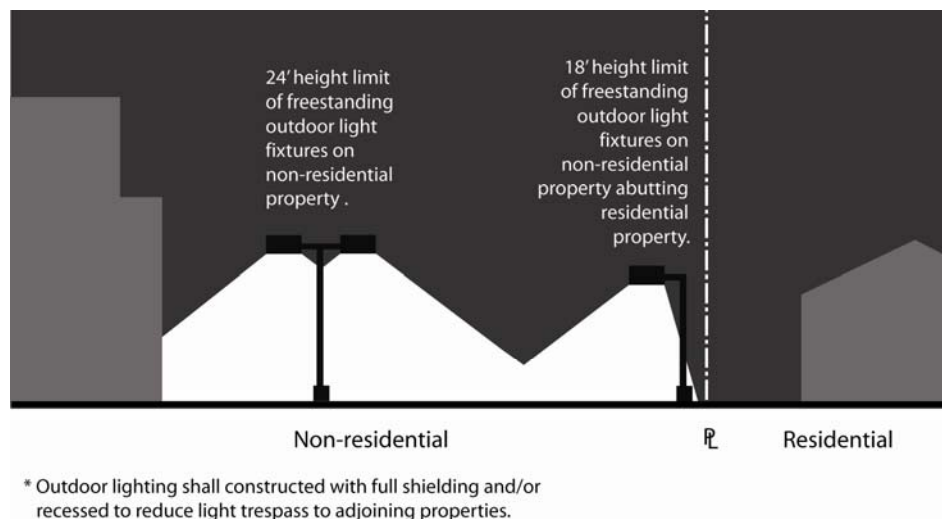 24' height limit
of freestanding
outdoor light
fixtures on
non-residential
property .
18' height limit
of freestanding
outdoor light
fixtures on
non-residential
property abutting
residential
property.
Non-residential
PL
Residential
* Outdoor lighting shall constructed with full shielding and/or
recessed to reduce light trespass to adjoining properties.